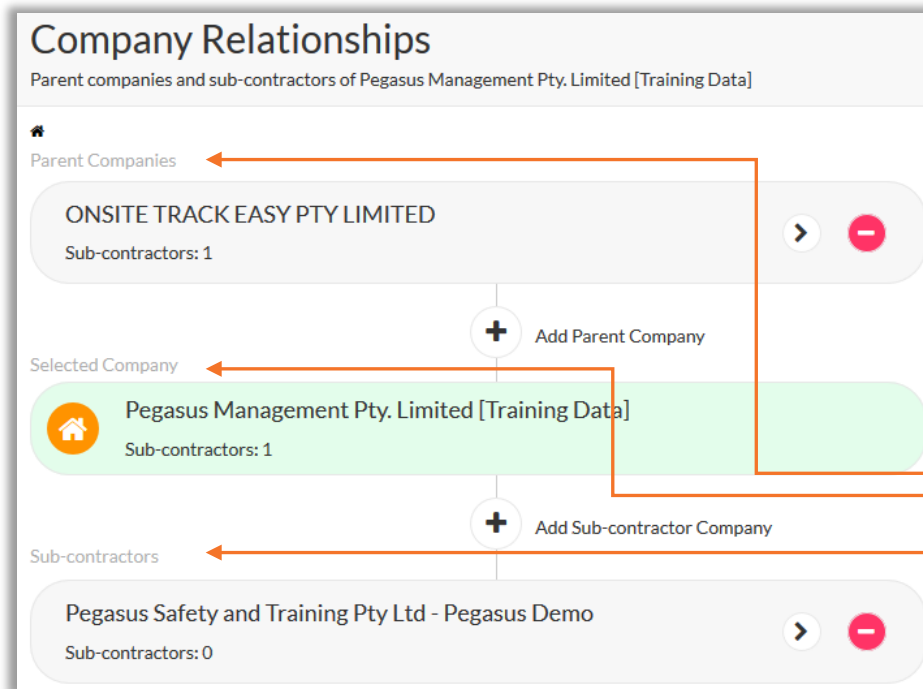 Company Relationships
Parent companies and sub-contractors of Pegasus Management Pty. Limited [Training Data]
Parent Companies
ONSITE TRACK EASY PTY LIMITED
Sub-contractors: 1
Add Parent Company
Selected Company
Pegasus Management Pty. Limited [Training Data]
Sub-contractors: 1
Add Sub-contractor Company
Sub-contractors
Pegasus Safety and Training Pty Ltd - Pegasus Demo
Sub-contractors: 0